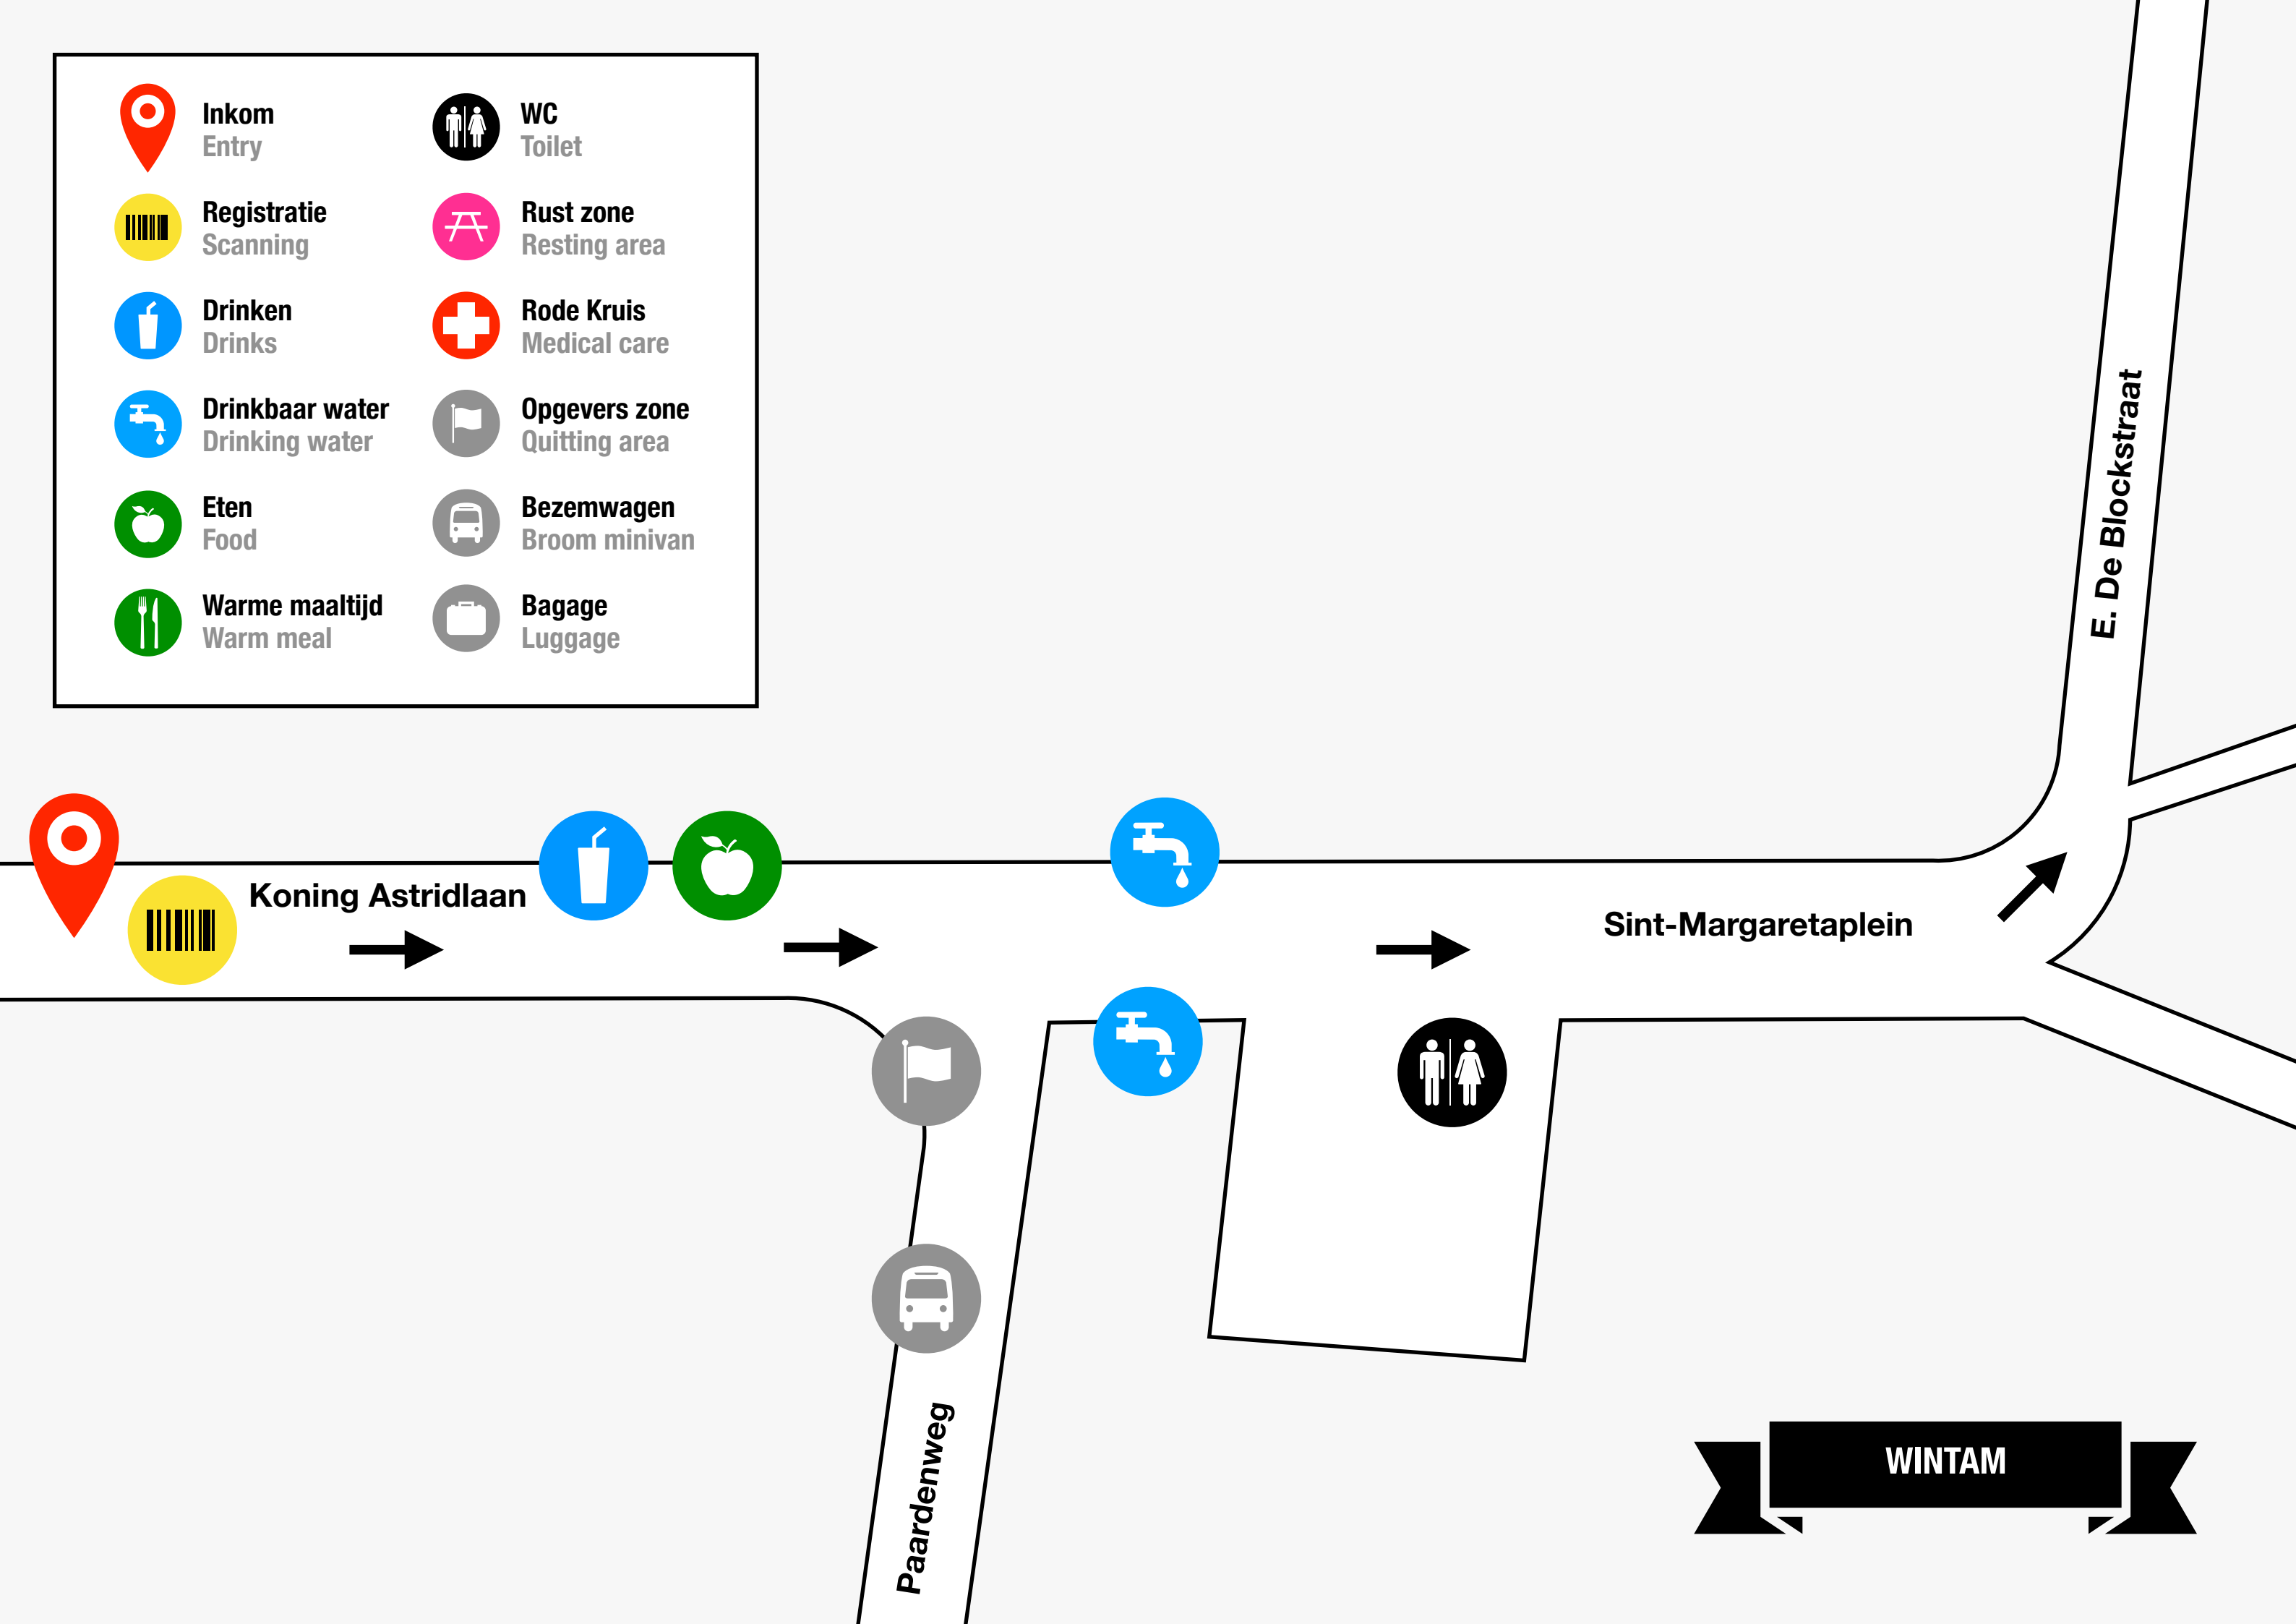 Inkom
Entry
Registratie
Scanning
Drinken
Drinks
Drinkbaar water
Drinking water
Eten
Food
Warme maaltijd
Warm meal
WC
Toilet
Rust zone
Resting area
Rode Kruis
Medical care
Opgevers zone
Quitting area
Bezemwagen
Broom minivan
Bagage
Luggage
E. De Blockstraat
Koning Astridlaan
Sint-Margaretaplein
Paardenweg
WINTAM